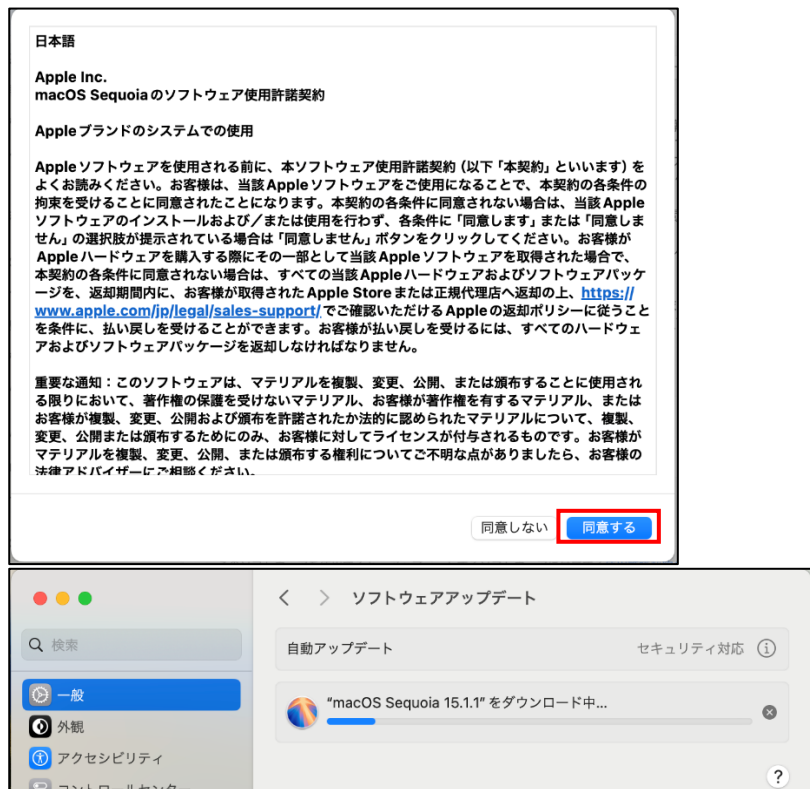 日本語
Apple Inc.
macOS Sequoiaのソフトウェア使用許諾契約
Appleブランドのシステムでの使用
Appleソフトウェアを使用される前に、本ソフトウェア使用許諾契約（以下「本契約」といいます）を
よくお読みください。お客様は、当該Appleソフトウェアをご使用になることで、本契約の各条件の
拘束を受けることに同意されたことになります。本契約の各条件に同意されない場合は、当該Apple
ソフトウェアのインストールおよび／または使用を行わず、各条件に「同意します」または「同意しま
せん」の選択肢が提示されている場合は「同意しません」ボタンをクリックしてください。お客様が
Appleハードウェアを購入する際にその一部として当該Appleソフトウェアを取得された場合で、
本契約の各条件に同意されない場合は、すべての当該Appleハードウェアおよびソフトウェアパッケ
ージを、返却期間内に、お客様が取得されたApple Storeまたは正規代理店へ返却の上、https://
www.apple.com/jp/legal/sales-support/でご確認いただけるAppleの返却ポリシーに従うこと
を条件に、払い戻しを受けることができます。お客様が払い戻しを受けるには、すべてのハードウェ
アおよびソフトウェアパッケージを返却しなければなりません。
重要な通知：このソフトウェアは、マテリアルを複製、変更、公開、または頒布することに使用され
る限りにおいて、著作権の保護を受けないマテリアル、お客様が著作権を有するマテリアル、または
お客様が複製、変更、公開および頒布を許諾されたか法的に認められたマテリアルについて、複製、
変更、公開または頒布するためにのみ、お客様に対してライセンスが付与されるものです。お客様が
マテリアルを複製、変更、公開、または頒布する権利についてご不明な点がありましたら、お客様の
法律アドバイザーにご相談ください。
同意しない 同意する
ソフトウェアアップデート
検索
自動アップデート セキュリティ対応
一般
"macOS Sequoia 15.1.1" をダウンロード中...
外観
アクセシビリティ
?
コントロールセンター